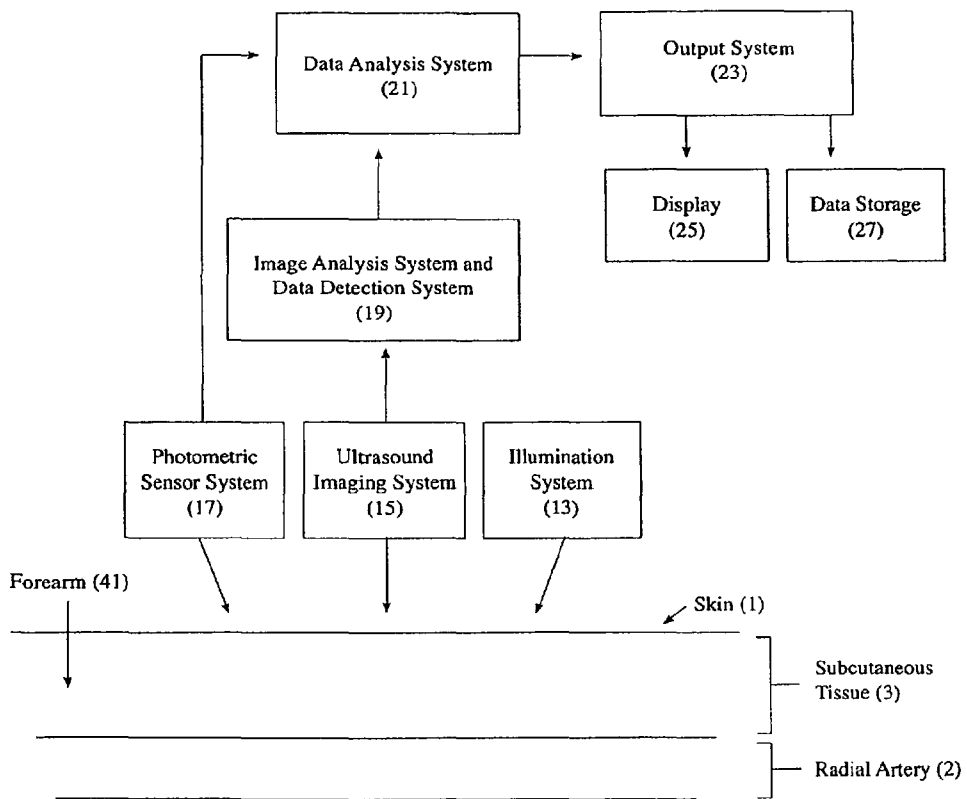 Data Analysis System
(21)
Output System
(23)
Display
(25)
Data Storage
(27)
Image Analysis System and
Data Detection System
(19)
Photometric
Sensor System
(17)
Ultrasound
Imaging System
(15)
Illumination
System
(13)
Forearm (41)
Skin (1)
Subcutaneous
Tissue (3)
Radial Artery (2)